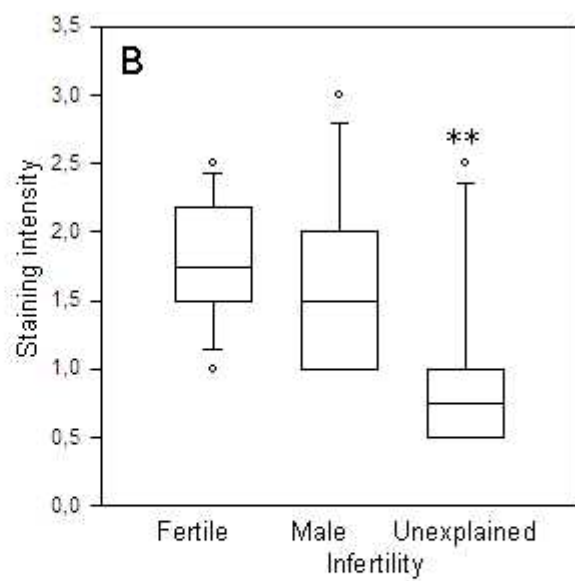 B
Staining intensity
3,5
3,0
2,5
2,0
1,5
1,0
0,5
0,0
**
Fertile Male Unexplained
Infertility